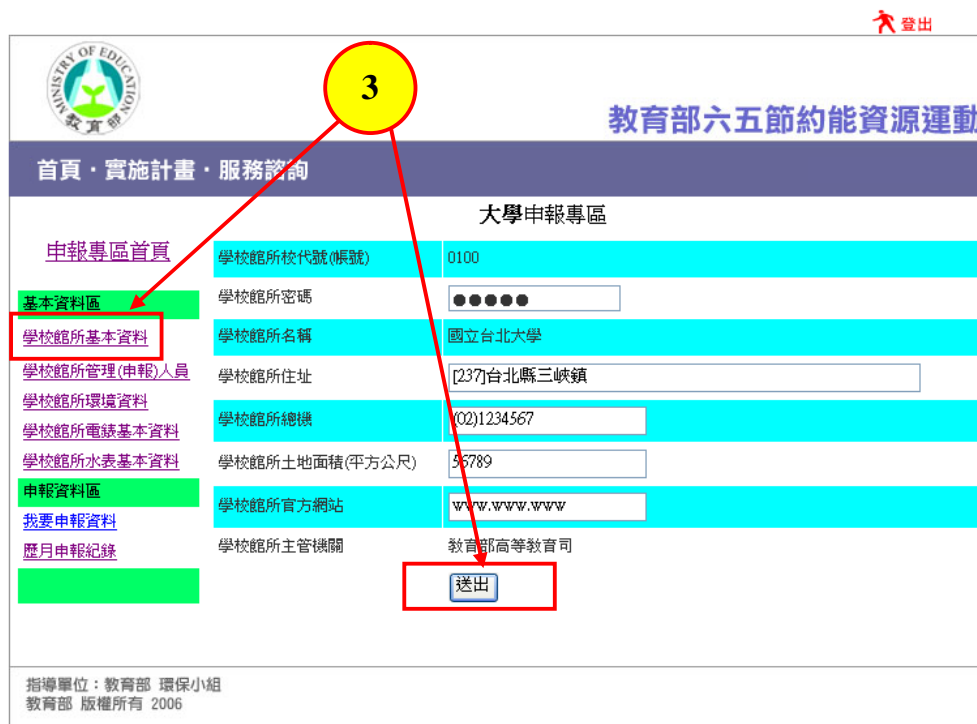 登出
MINISTRY OF EDUCATION
教育部
3
教育部六五節約能資源運動
首頁・實施計畫・服務諮詢
大學申報專區
申報專區首頁
基本資料區
學校館所基本資料
學校館所管理(申報)人員
學校館所環境資料
學校館所電錶基本資料
學校館所水表基本資料
申報資料區
我要申報資料
歷月申報紀錄
學校館所校代號(帳號) 0100
學校館所密碼 ●●●●●
學校館所名稱 國立台北大學
學校館所住址 [237]台北縣三峽鎮
學校館所總機 (02)1234567
學校館所土地面積(平方公尺) 56789
學校館所官方網站 www.www.www
學校館所主管機關 教育部高等教育司
送出
指導單位：教育部 環保小組
教育部 版權所有 2006